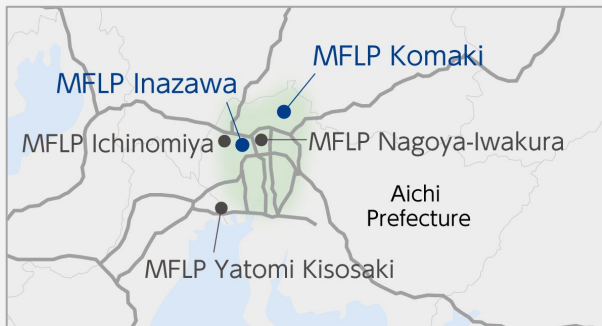 MFLP Komaki
MFLP Inazawa
MFLP Ichinomiya
MFLP Nagoya-Iwakura
Aichi
Prefecture
MFLP Yatomi Kisosaki